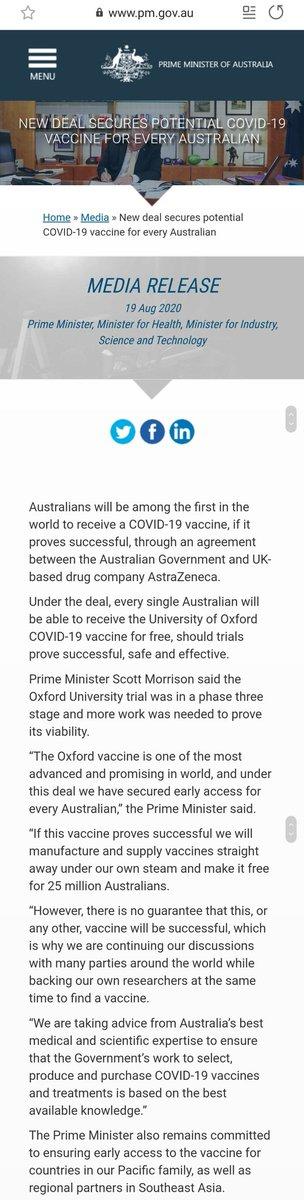 www.pm.gov.au
MENU
PRIME MINISTER OF AUSTRALIA
NEW DEAL SECURES POTENTIAL COVID-19
VACCINE FOR EVERY AUSTRALIAN
Home » Media » New deal secures potential
COVID-19 vaccine for every Australian
MEDIA RELEASE
19 Aug 2020
Prime Minister, Minister for Health, Minister for Industry,
Science and Technology
Australians will be among the first in the
world to receive a COVID-19 vaccine, if it
proves successful, through an agreement
between the Australian Government and UK-
based drug company AstraZeneca.
Under the deal, every single Australian will
be able to receive the University of Oxford
COVID-19 vaccine for free, should trials
prove successful, safe and effective.
Prime Minister Scott Morrison said the
Oxford University trial was in a phase three
stage and more work was needed to prove
its viability.
“The Oxford vaccine is one of the most
advanced and promising in world, and under
this deal we have secured early access for
every Australian,” the Prime Minister said.
“If this vaccine proves successful we will
manufacture and supply vaccines straight
away under our own steam and make it free
for 25 million Australians.
“However, there is no guarantee that this, or
any other, vaccine will be successful, which
is why we are continuing our discussions
with many parties around the world while
backing our own researchers at the same
time to find a vaccine.
“We are taking advice from Australia’s best
medical and scientific expertise to ensure
that the Government’s work to select,
produce and purchase COVID-19 vaccines
and treatments is based on the best
available knowledge.”
The Prime Minister also remains committed
to ensuring early access to the vaccine for
countries in our Pacific family, as well as
regional partners in Southeast Asia.